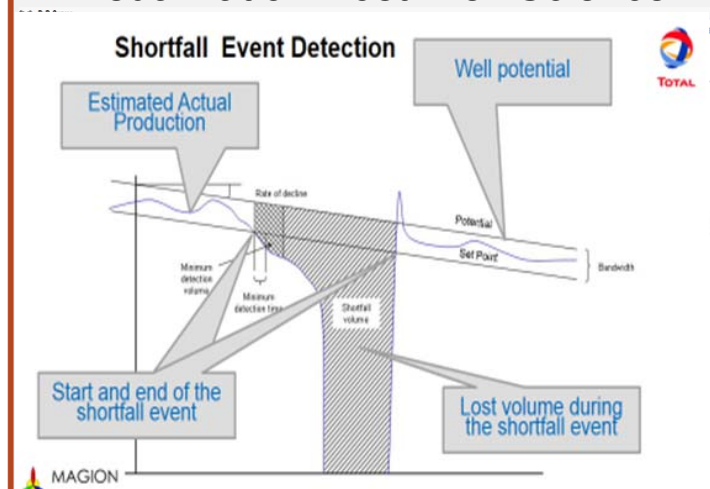 Shortfall Event Detection
TOTAL
Well potential
Estimated Actual
Production
Rate of decline
Potential
Set Point
Bandwidth
Minimum
detection
volume
Minimum
detection time
Shortfall
volume
Start and end of the
shortfall event
Lost volume during
the shortfall event
MAGION